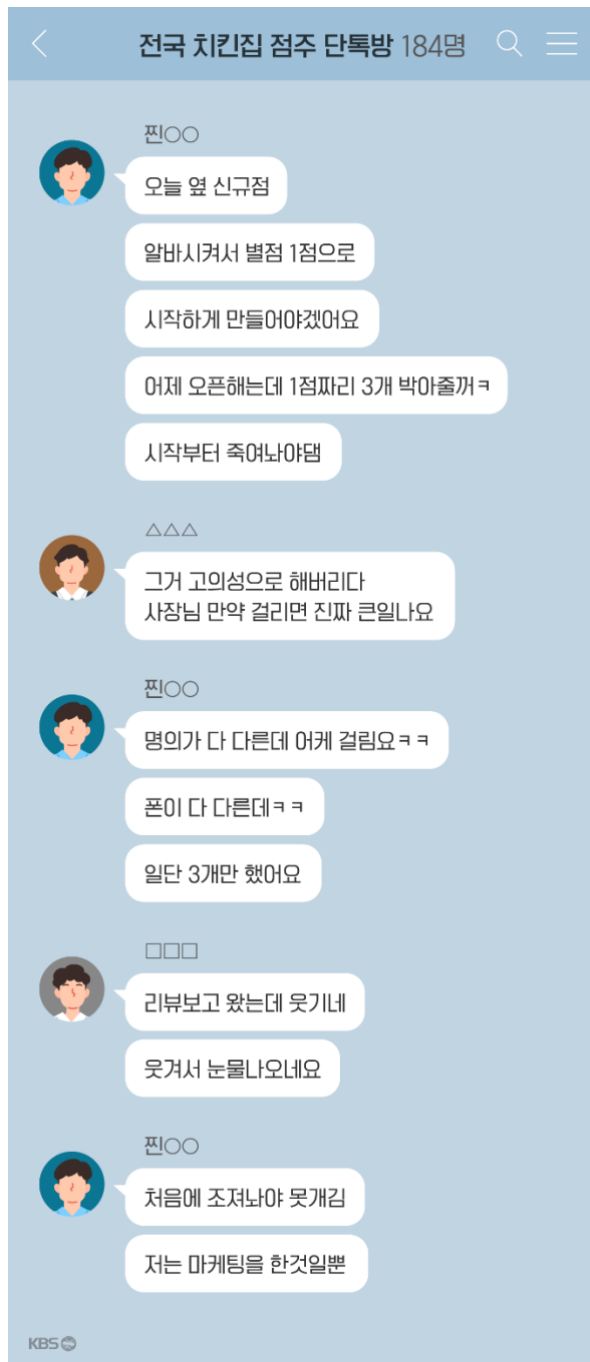 전국 치킨집 점주 단톡방 184명
찐○○
오늘 옆 신규점
알바시켜서 별점 1점으로
시작하게 만들어야겠어요
어제 오픈해는데 1점짜리 3개 박아줄꺼ㅋ
시작부터 죽여놔야댐
△△△
그거 고의성으로 해버리다
사장님 만약 걸리면 진짜 큰일나요
찐○○
명의가 다 다른데 어케 걸림요ㅋㅋ
폰이 다 다른데ㅋㅋ
일단 3개만 했어요
□□□
리뷰보고 왔는데 웃기네
웃겨서 눈물나오네요
찐○○
처음에 조져놔야 못개김
저는 마케팅을 한것일뿐
KBS